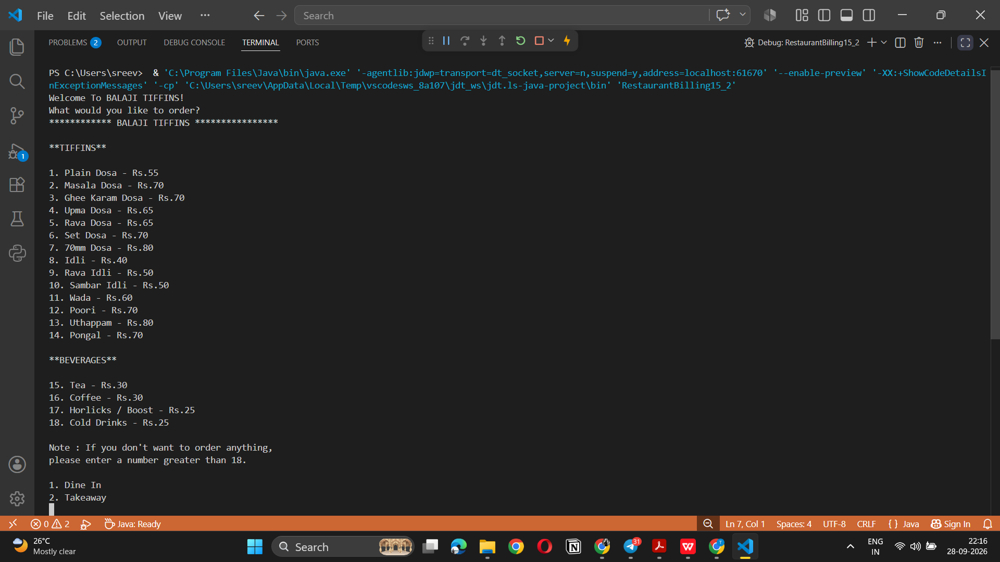 File Edit Selection View ··· Search
PROBLEMS 2 OUTPUT DEBUG CONSOLE TERMINAL PORTS Debug: RestaurantBilling15_2
PS C:\Users\sreev>  & 'C:\Program Files\Java\bin\java.exe' '-agentlib:jdwp=transport=dt_socket,server=n,suspend=y,address=localhost:61670' '--enable-preview' '-XX:+ShowCodeDetailsI
nExceptionMessages' '-cp' 'C:\Users\sreev\AppData\Local\Temp\vscodesws_8a107\jdt_ws\jdt.ls-java-project\bin' 'RestaurantBilling15_2'
Welcome To BALAJI TIFFINS!
What would you like to order?
************ BALAJI TIFFINS ****************
**TIFFINS**
1. Plain Dosa - Rs.55
2. Masala Dosa - Rs.70
3. Ghee Karam Dosa - Rs.70
4. Upma Dosa - Rs.65
5. Rava Dosa - Rs.65
6. Set Dosa - Rs.70
7. 70mm Dosa - Rs.80
8. Idli - Rs.40
9. Rava Idli - Rs.50
10. Sambar Idli - Rs.50
11. Wada - Rs.60
12. Poori - Rs.70
13. Uthappam - Rs.80
14. Pongal - Rs.70
**BEVERAGES**
15. Tea - Rs.30
16. Coffee - Rs.30
17. Horlicks / Boost - Rs.25
18. Cold Drinks - Rs.25
Note : If you don't want to order anything,
please enter a number greater than 18.
1. Dine In
2. Takeaway
1
0 2 Java: Ready Ln 7, Col 1 Spaces: 4 UTF-8 CRLF { } Java Sign In
26°C
Mostly clear
Search
31
ENG
IN
22:16
28-09-2026